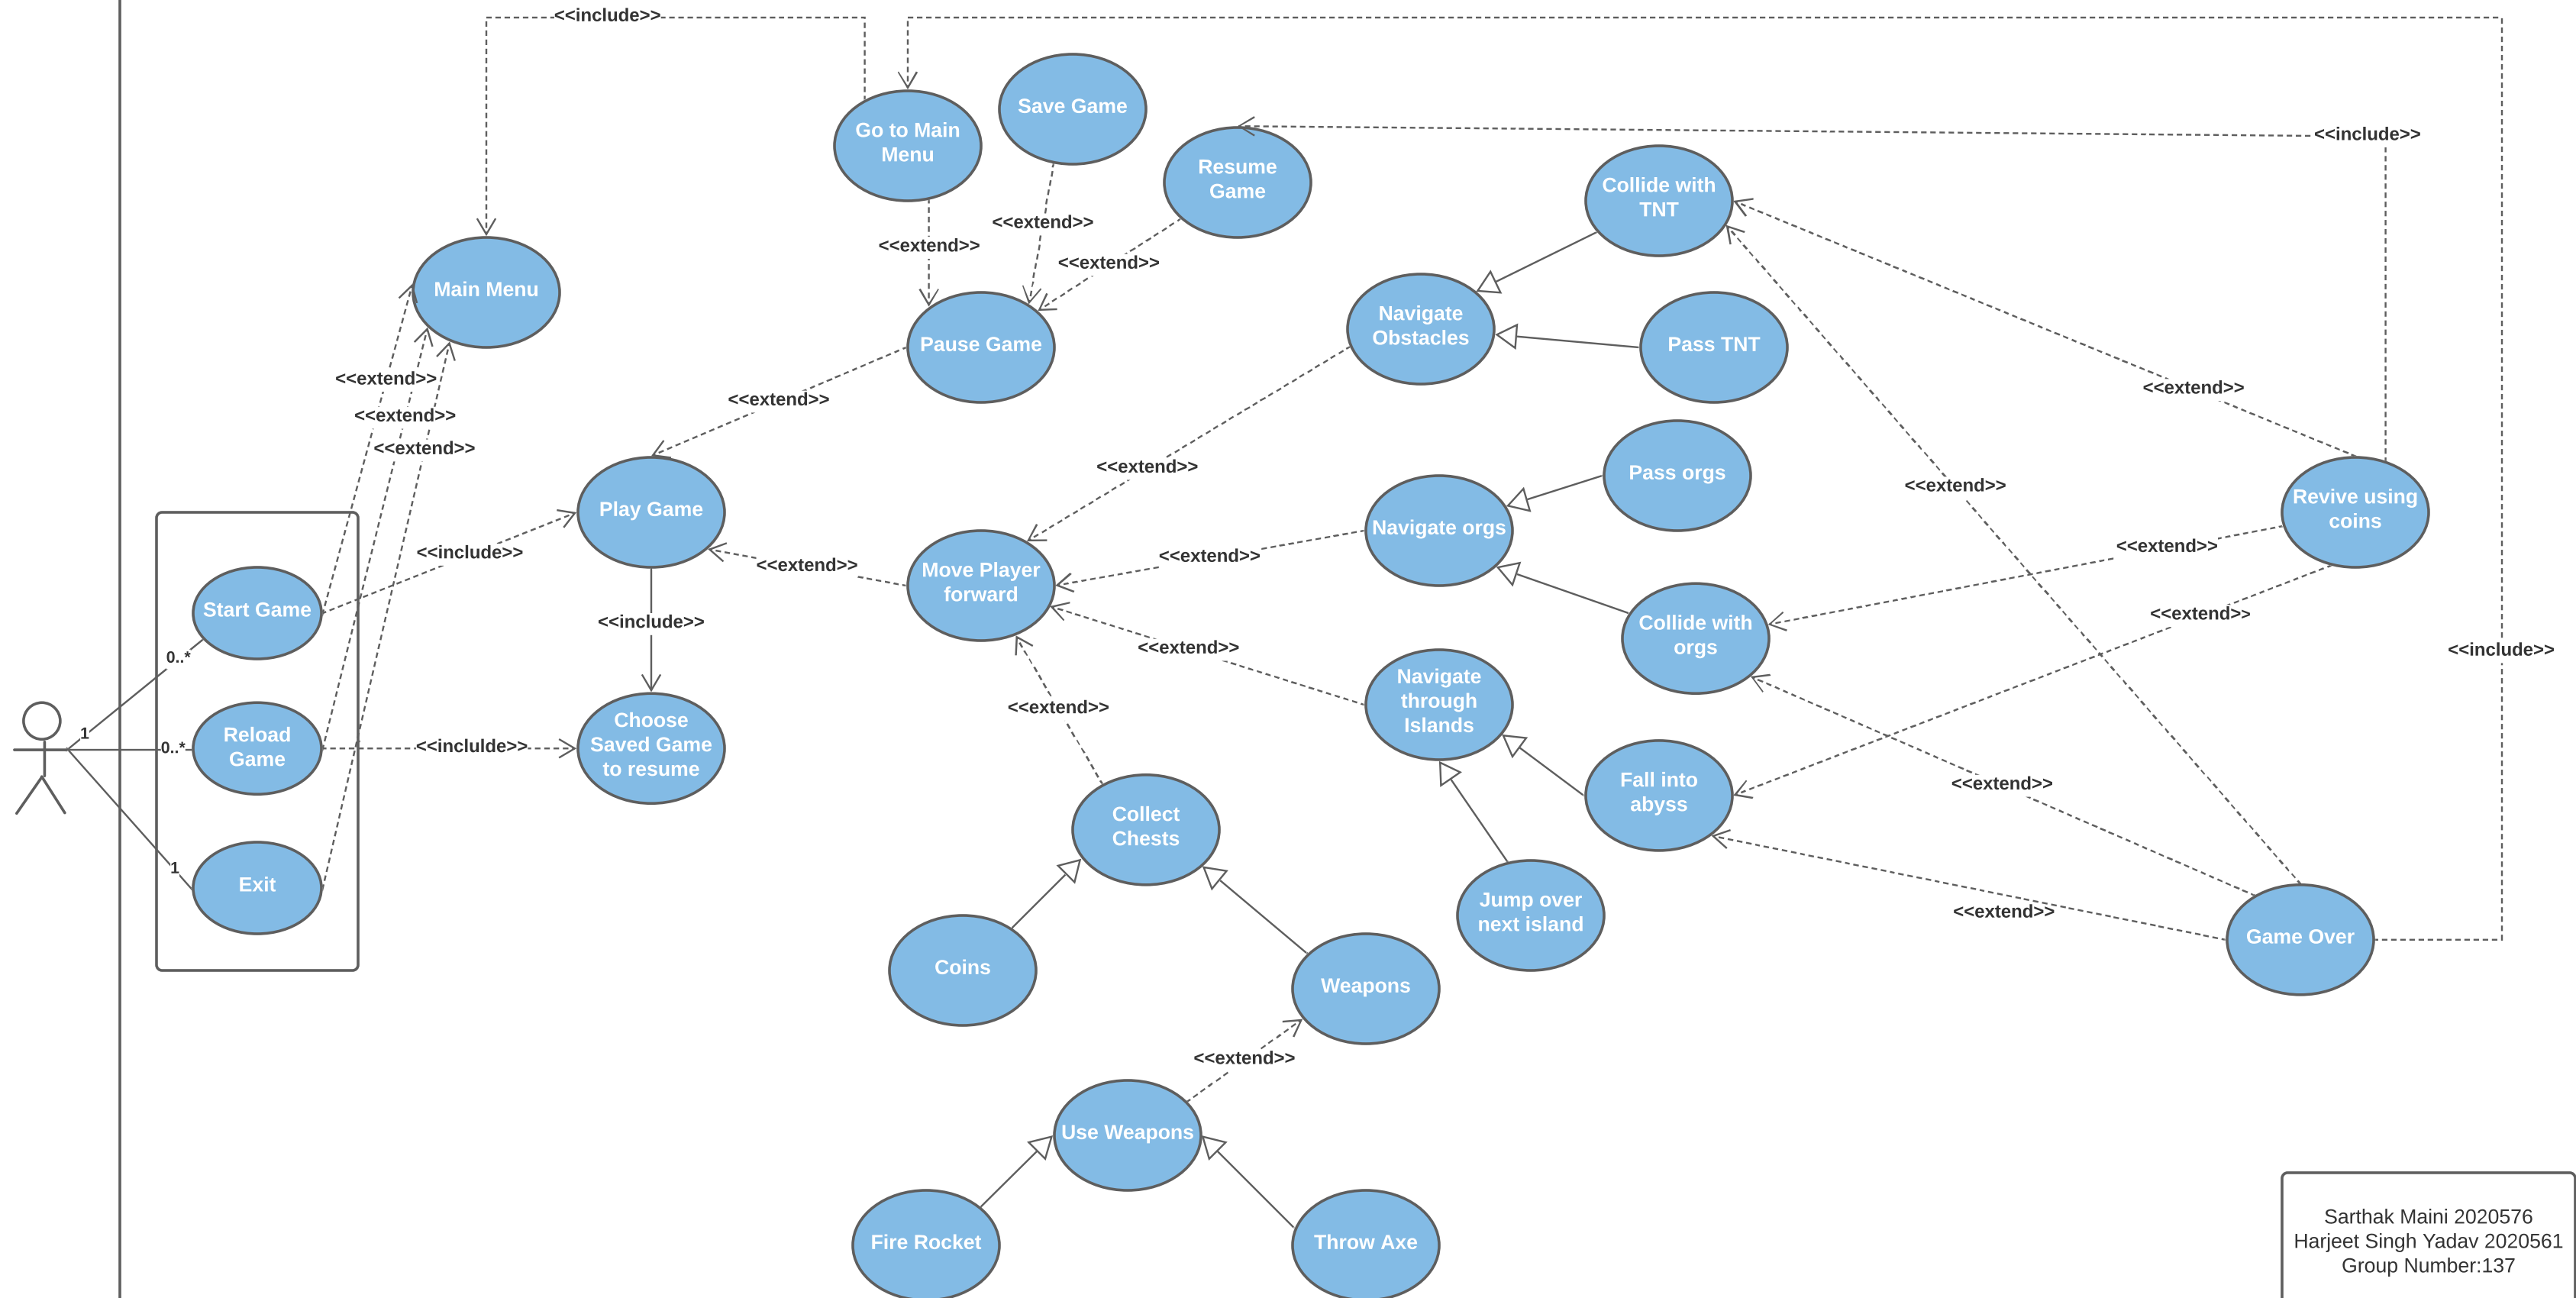 <<include>>
Save Game
Go to Main
Menu
<<include>>
Resume
Game
Collide with
TNT
<<extend>>
<<extend>>
<<extend>>
Main Menu
Navigate
Obstacles
Pause Game
Pass TNT
<<extend>>
<<extend>>
<<extend>>
<<extend>>
<<extend>>
<<extend>>
<<extend>>
Pass orgs
<<extend>>
Play Game
Navigate orgs
Revive using
coins
<<include>>
<<extend>>
<<extend>>
<<extend>>
Move Player
forward
Start Game
<<include>>
Collide with
orgs
<<extend>>
0..*
<<extend>>
<<include>>
Navigate
through
Islands
<<extend>>
1
0..*
Reload
Game
<<inclulde>>
Choose
Saved Game
to resume
Fall into
abyss
<<extend>>
Collect
Chests
1
Exit
Jump over
next island
<<extend>>
Game Over
Coins
Weapons
<<extend>>
Use Weapons
Fire Rocket
Throw Axe
Sarthak Maini 2020576
Harjeet Singh Yadav 2020561
Group Number:137